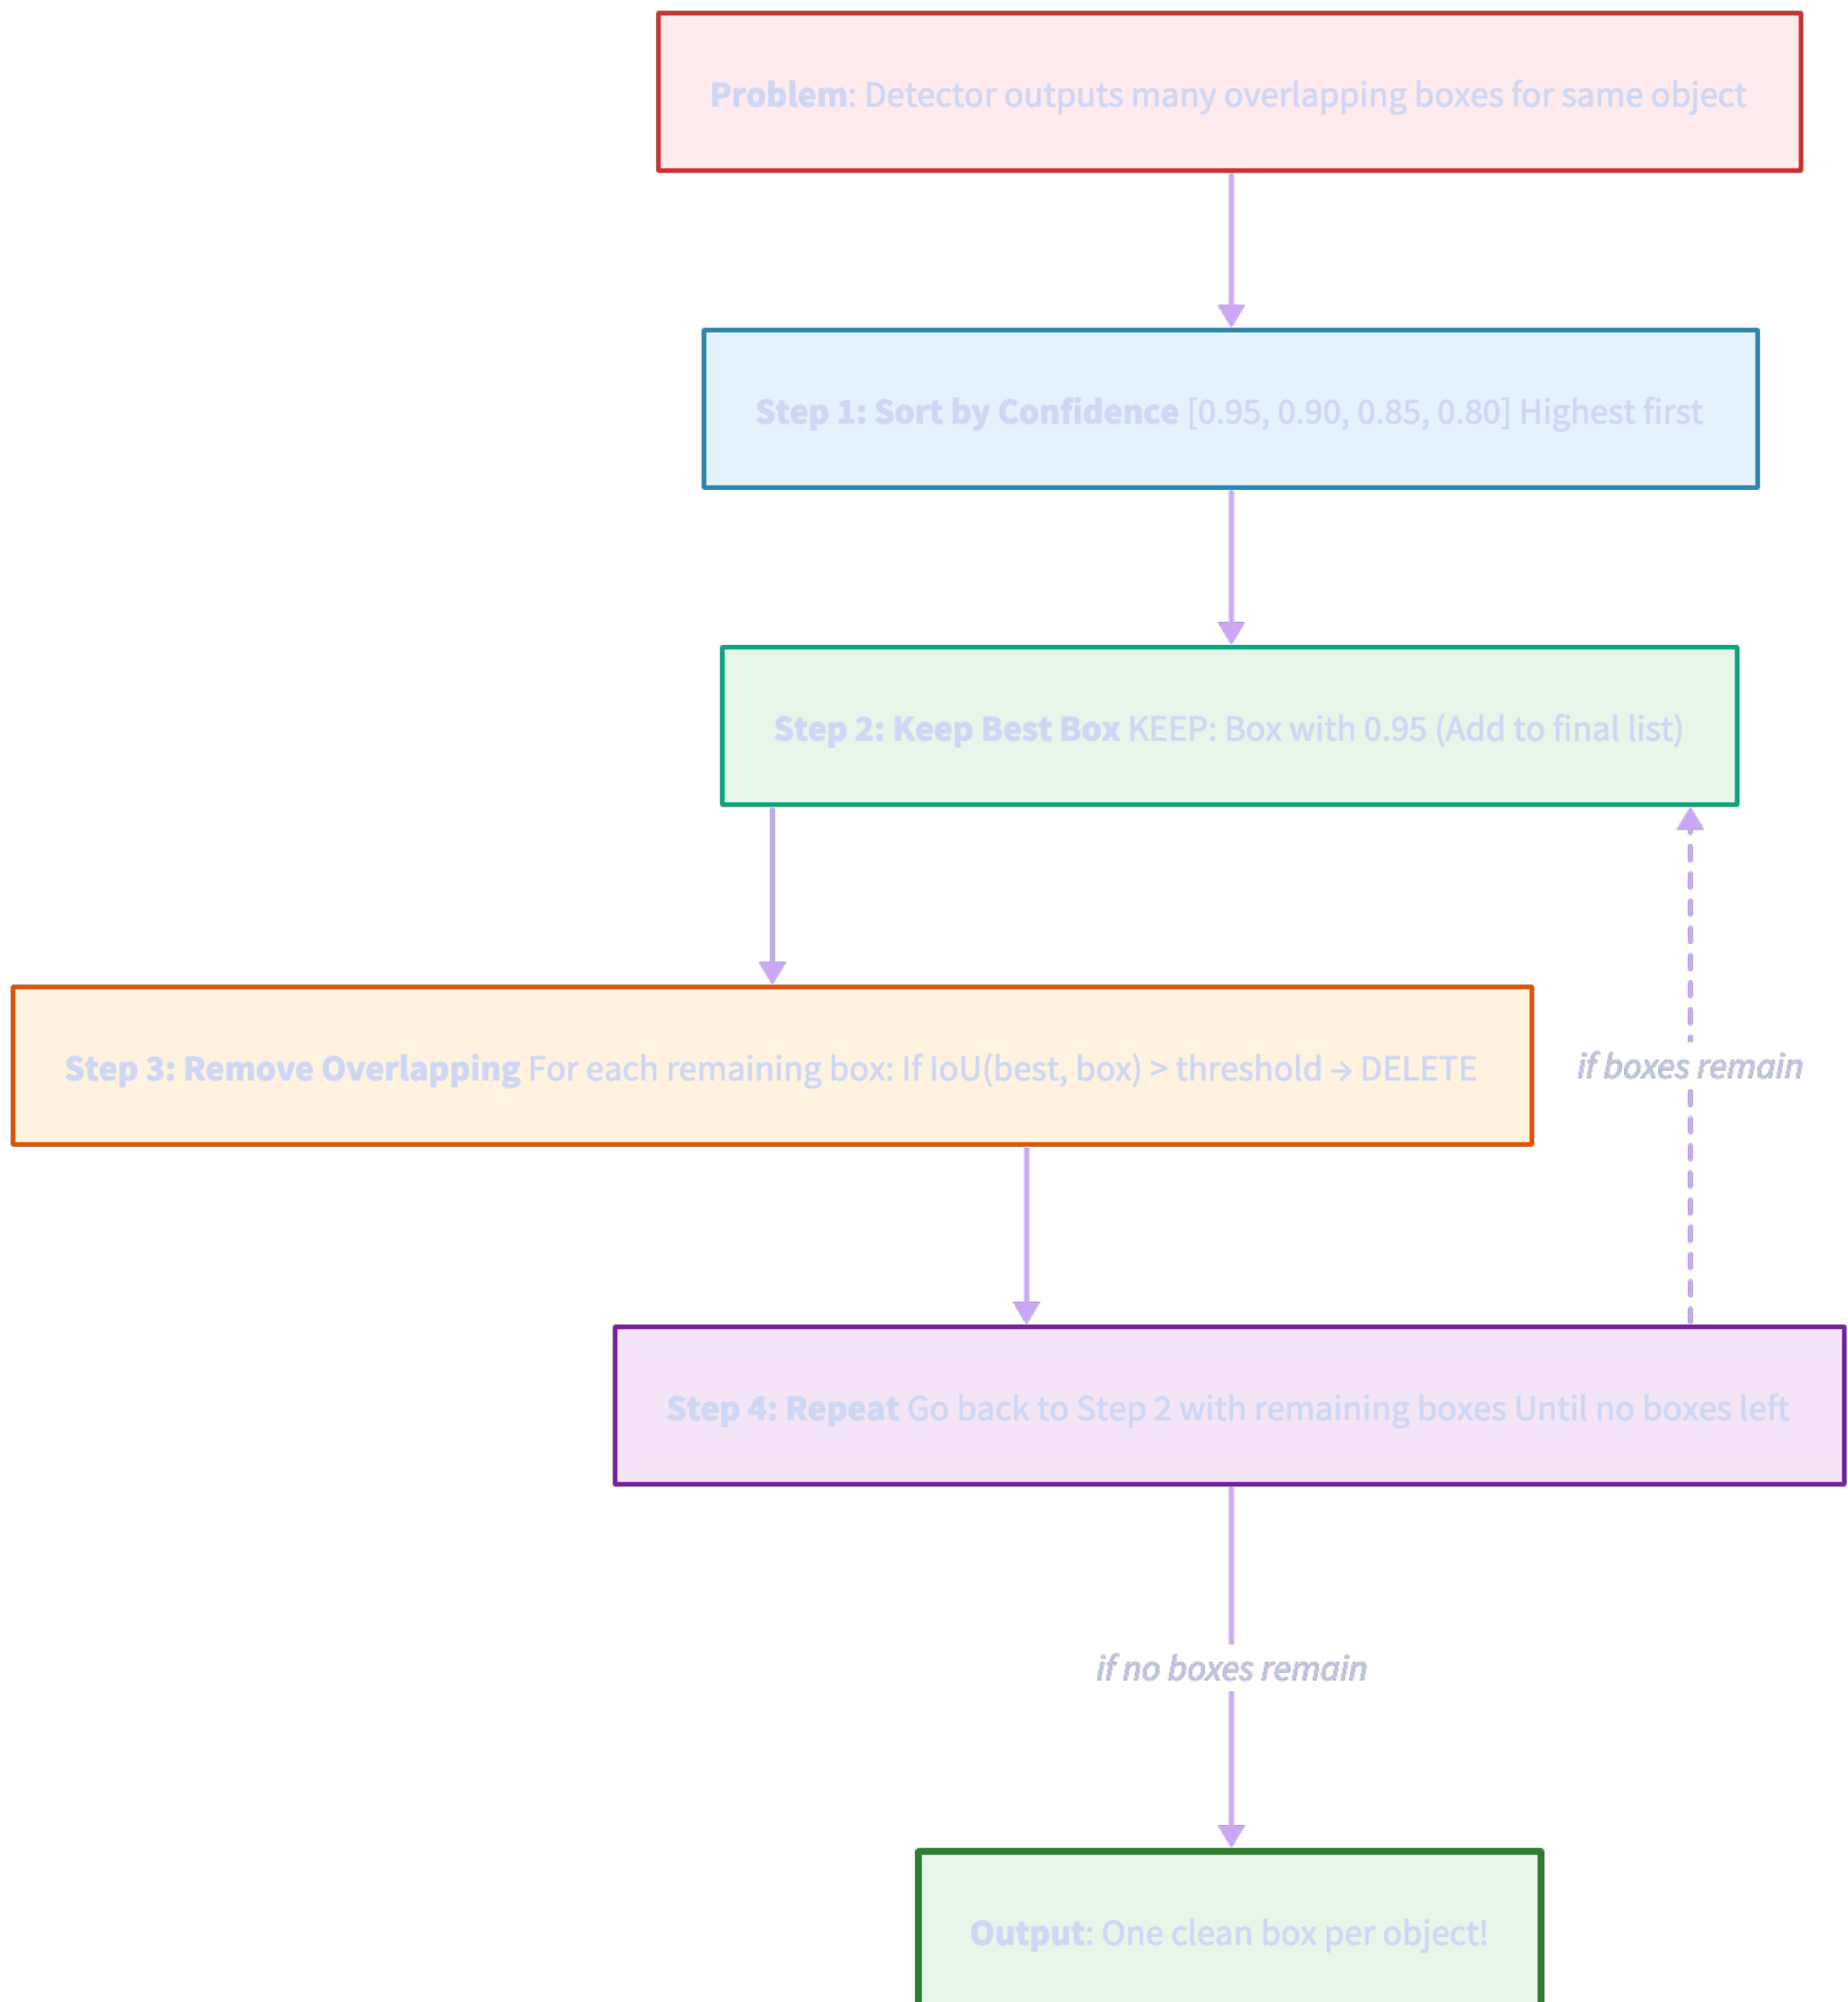 Problem: Detector outputs many overlapping boxes for same object
Step 1: Sort by Confidence [0.95, 0.90, 0.85, 0.80] Highest first
Step 2: Keep Best Box KEEP: Box with 0.95 (Add to final list)
Step 3: Remove Overlapping For each remaining box: If IoU(best, box) > threshold → DELETE
if boxes remain
Step 4: Repeat Go back to Step 2 with remaining boxes Until no boxes left
if no boxes remain
Output: One clean box per object!